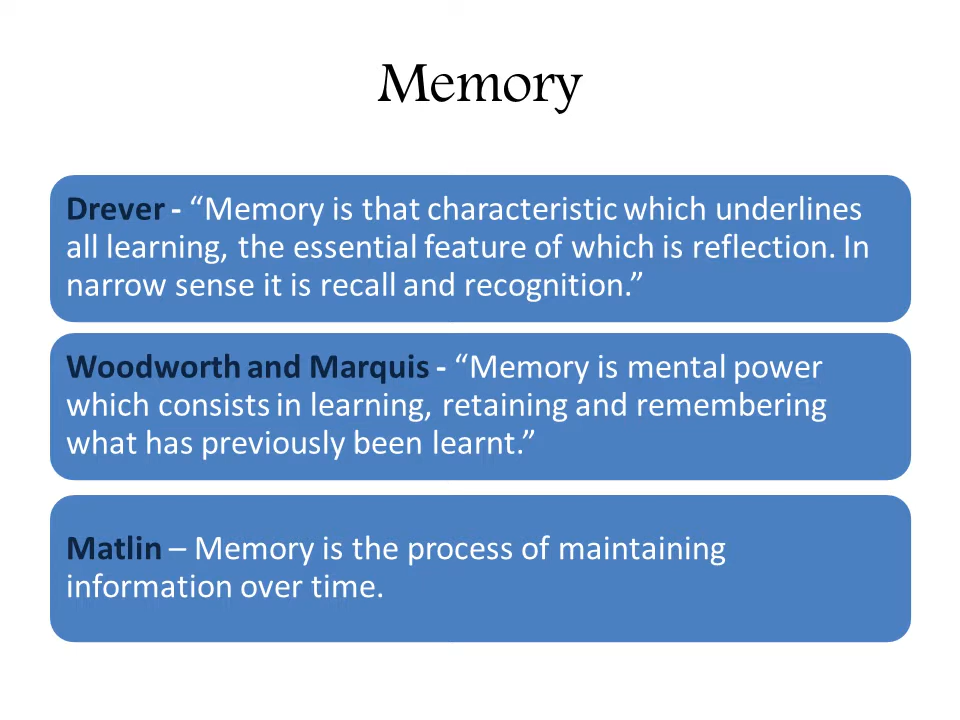 Memory
Drever - “Memory is that characteristic which underlines
all learning, the essential feature of which is reflection. In
narrow sense it is recall and recognition.”
Woodworth and Marquis - “Memory is mental power
which consists in learning, retaining and remembering
what has previously been learnt.”
Matlin – Memory is the process of maintaining
information over time.